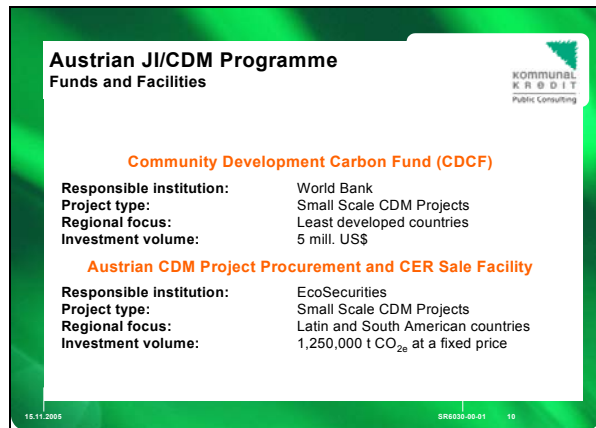 Austrian JI/CDM Programme
Funds and Facilities
KOMMUNAL
KREDIT
Public Consulting
Community Development Carbon Fund (CDCF)
Responsible institution: World Bank
Project type: Small Scale CDM Projects
Regional focus: Least developed countries
Investment volume: 5 mill. US$
Austrian CDM Project Procurement and CER Sale Facility
Responsible institution: EcoSecurities
Project type: Small Scale CDM Projects
Regional focus: Latin and South American countries
Investment volume: 1,250,000 t CO2e at a fixed price
15.11.2005 SR6030-00-01 10